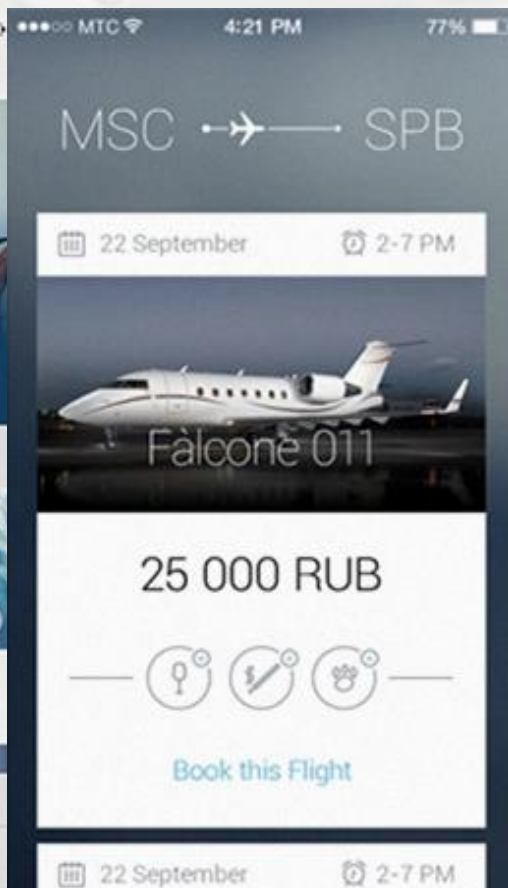 MTC 4:21 PM 77%
MSC SPB
22 September 2-7 PM
Falcone 011
25 000 RUB
$
Book this Flight
22 September 2-7 PM